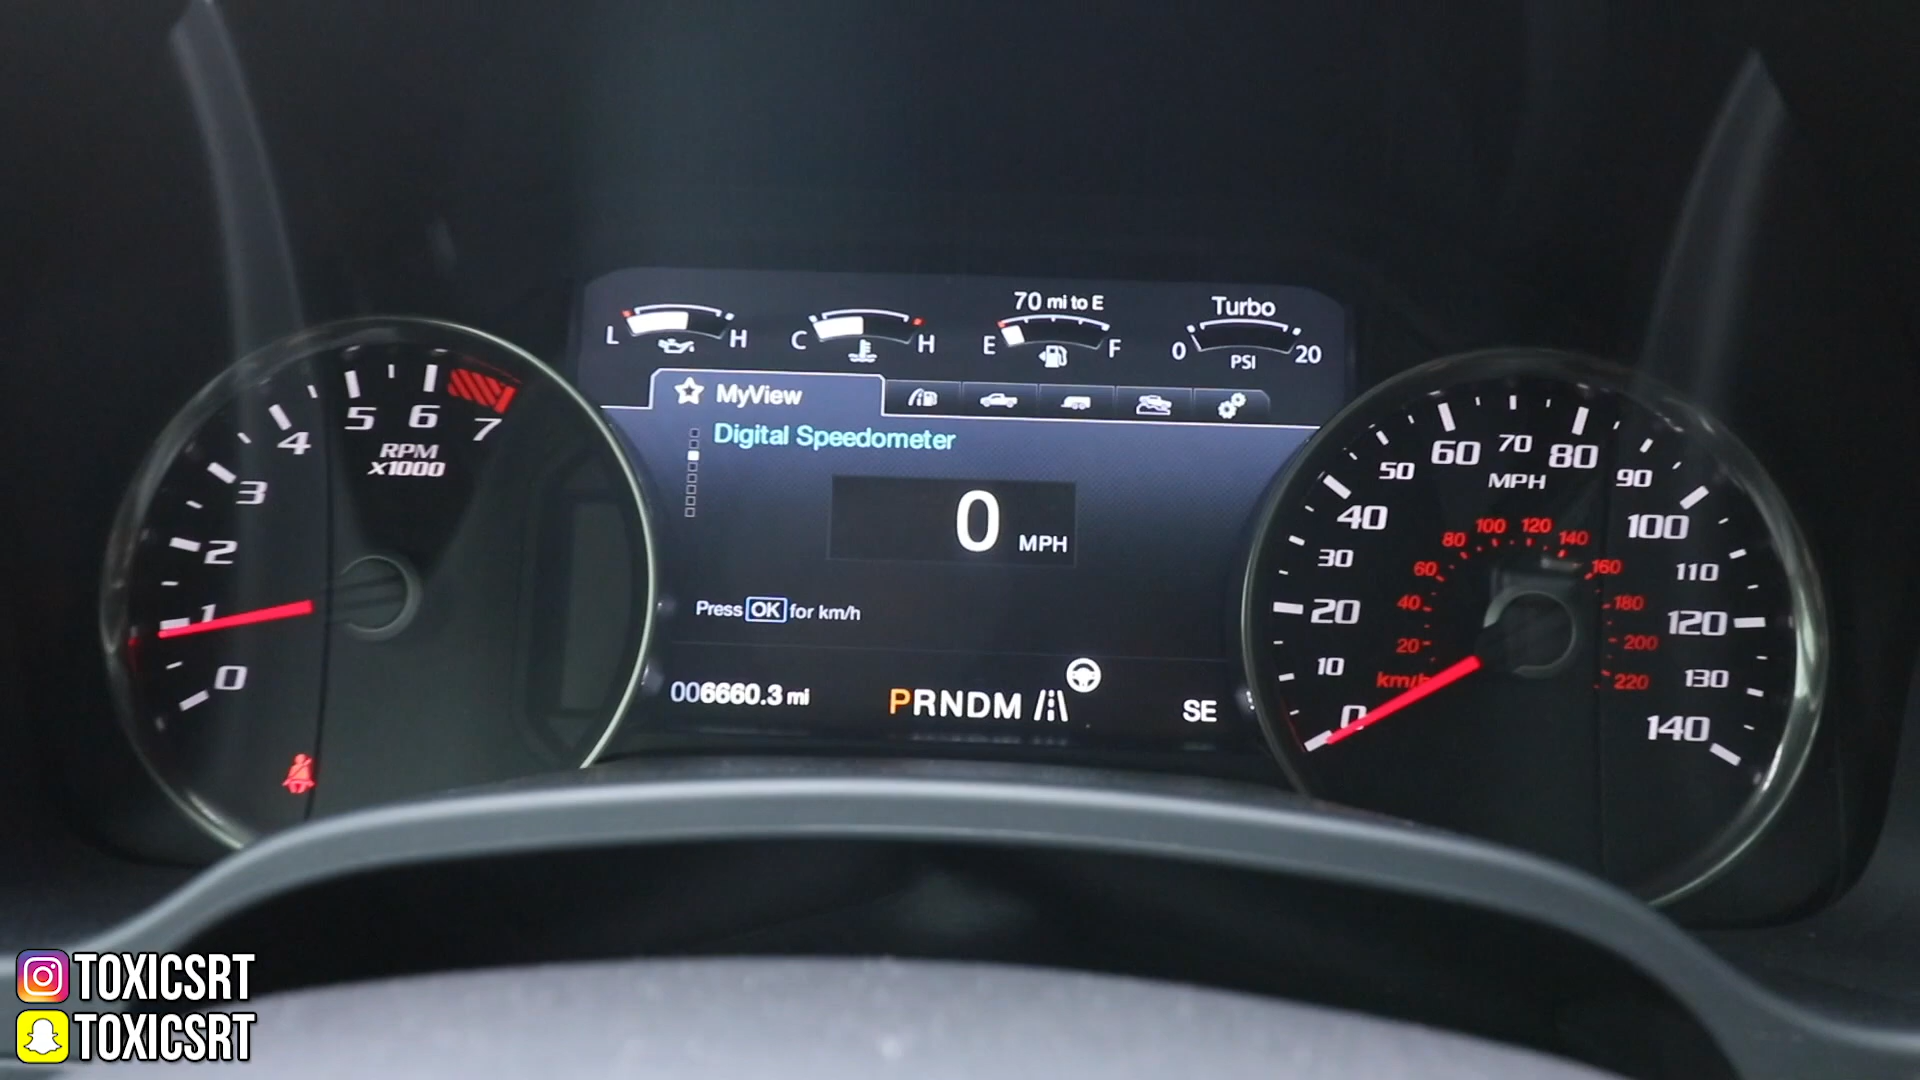 70 mi to E
Turbo
L H
C H
E F
0 20
PSI
MyView
Digital Speedometer
0 MPH
Press OK for km/h
006660.3 mi
PRNDM
SE
0
1
2
3
4
5
6
7
RPM
x1000
0
10
20
30
40
50
60
70
80
90
100
110
120
130
140
MPH
km/h
20
40
60
80
100
120
140
160
180
200
220
TOXICSRT
TOXICSRT